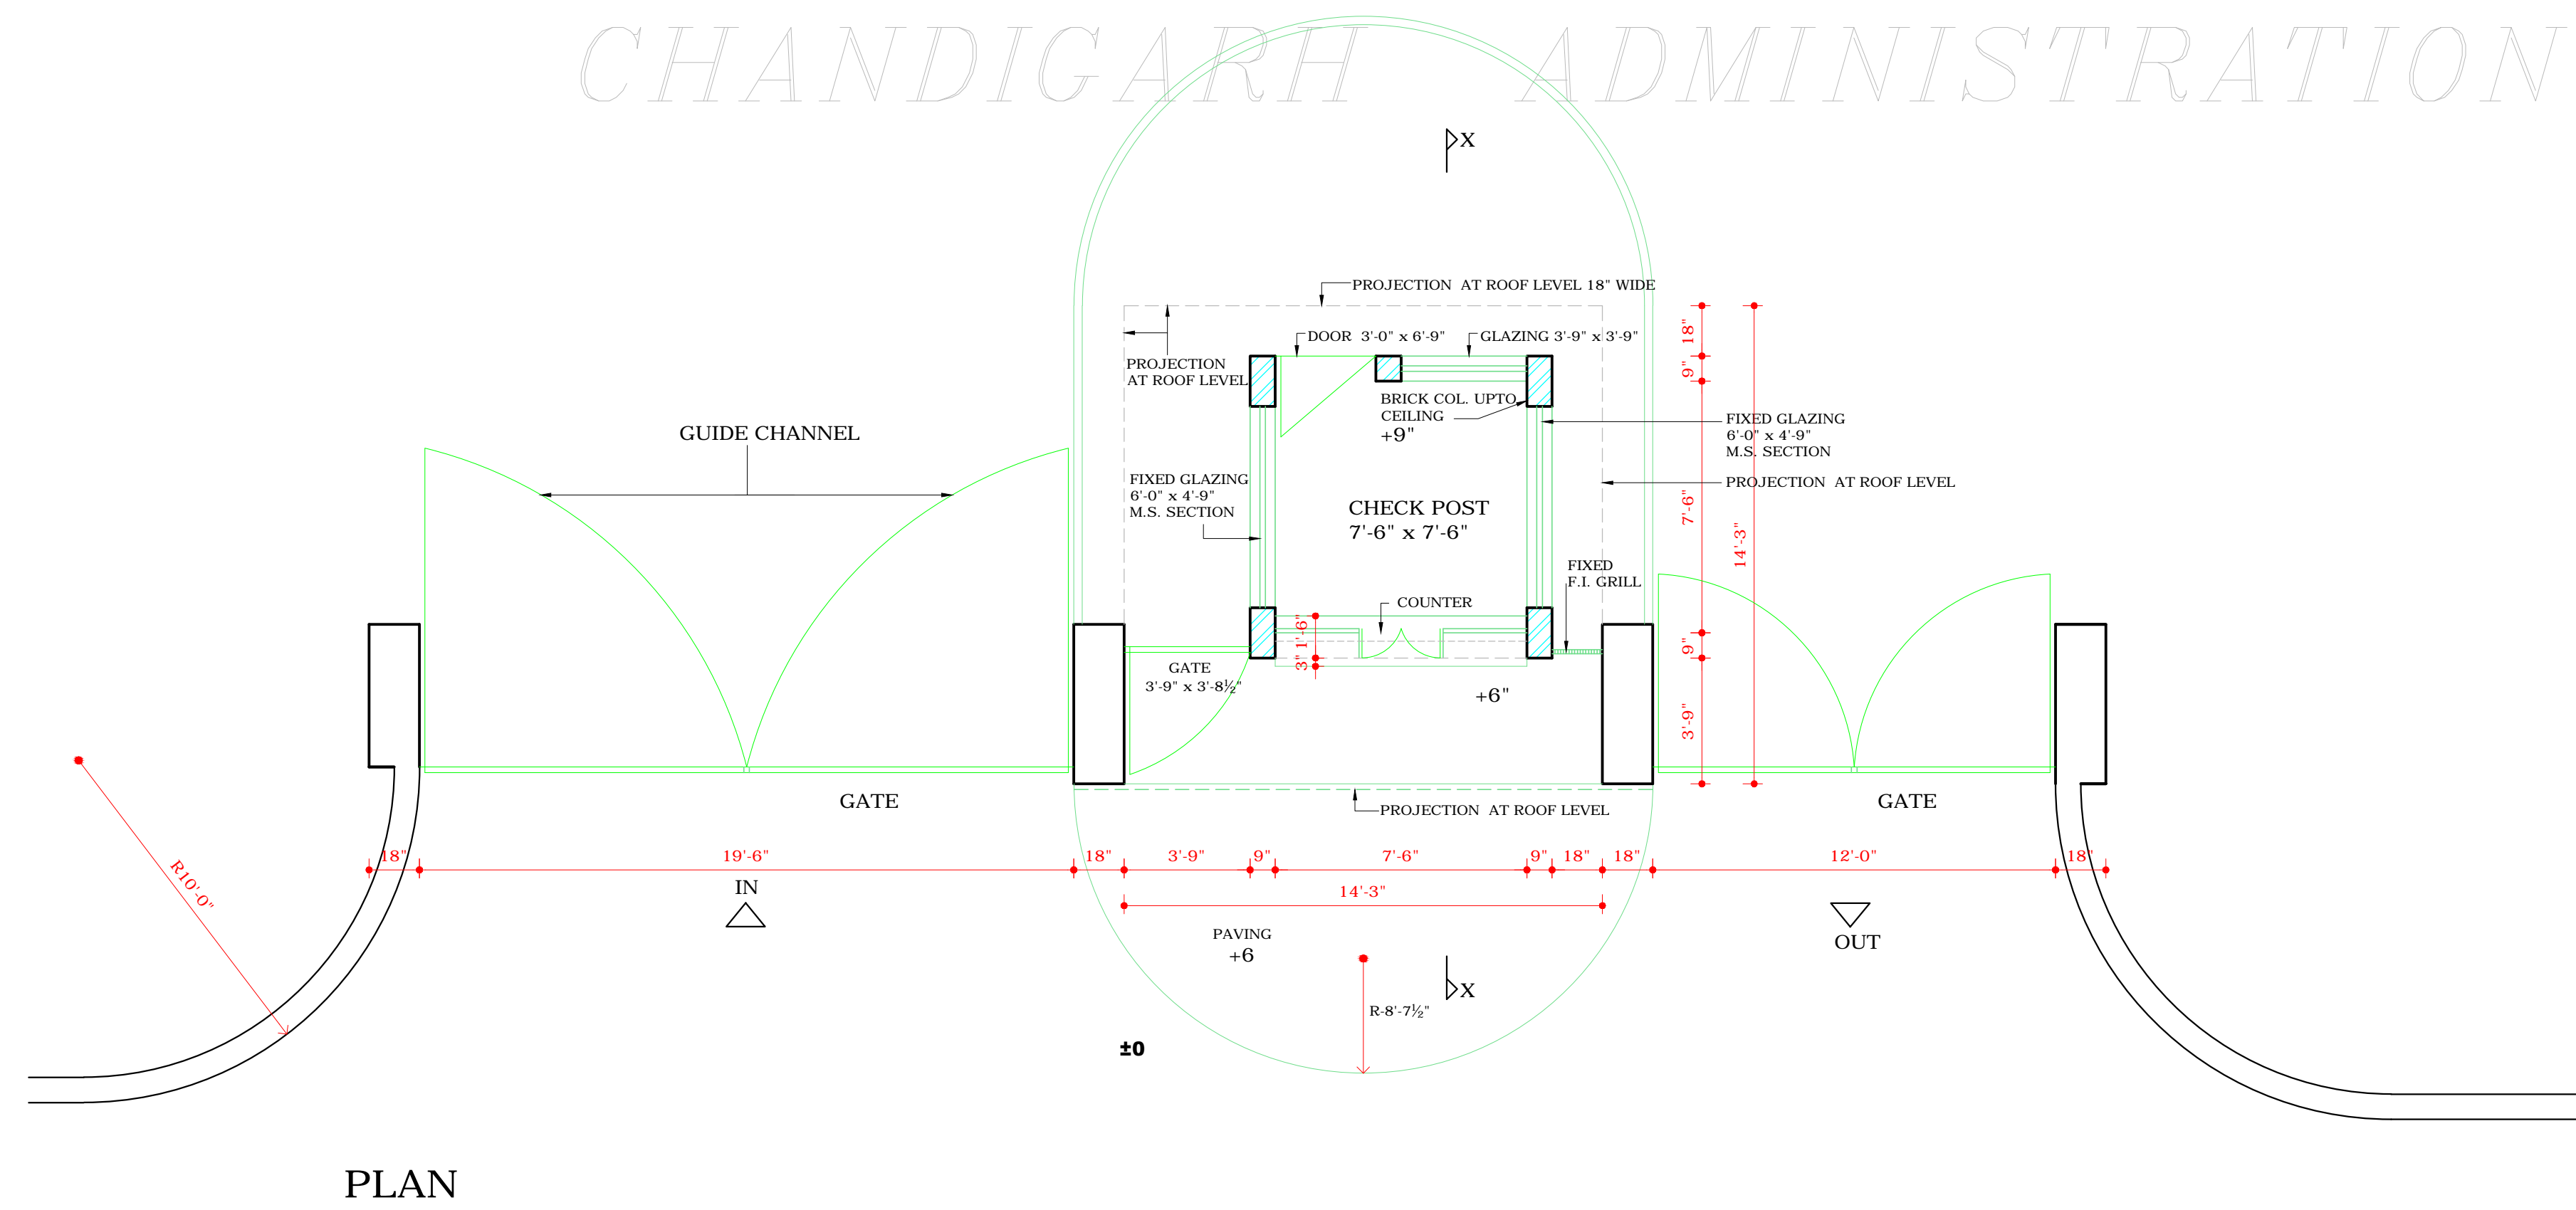 CHANDIGARH ADMINISTRATION
X
PROJECTION AT ROOF LEVEL 18" WIDE
18"
DOOR 3'-0" x 6'-9"
GLAZING 3'-9" x 3'-9"
PROJECTION
AT ROOF LEVEL
9"
BRICK COL. UPTO
CEILING
+9"
FIXED GLAZING
6'-0" x 4'-9"
M.S. SECTION
GUIDE CHANNEL
FIXED GLAZING
6'-0" x 4'-9"
M.S. SECTION
PROJECTION AT ROOF LEVEL
CHECK POST
7'-6" x 7'-6"
7'-6"
14'-3"
FIXED
F.I. GRILL
COUNTER
1'-6"
3"
9"
GATE
3'-9" x 3'-8½"
+6"
3'-9"
GATE
GATE
PROJECTION AT ROOF LEVEL
18"
19'-6"
18"
3'-9"
9"
7'-6"
9"
18"
18"
12'-0"
18"
R10'-0"
IN
14'-3"
OUT
PAVING
+6
X
R-8'-7½"
±0
PLAN